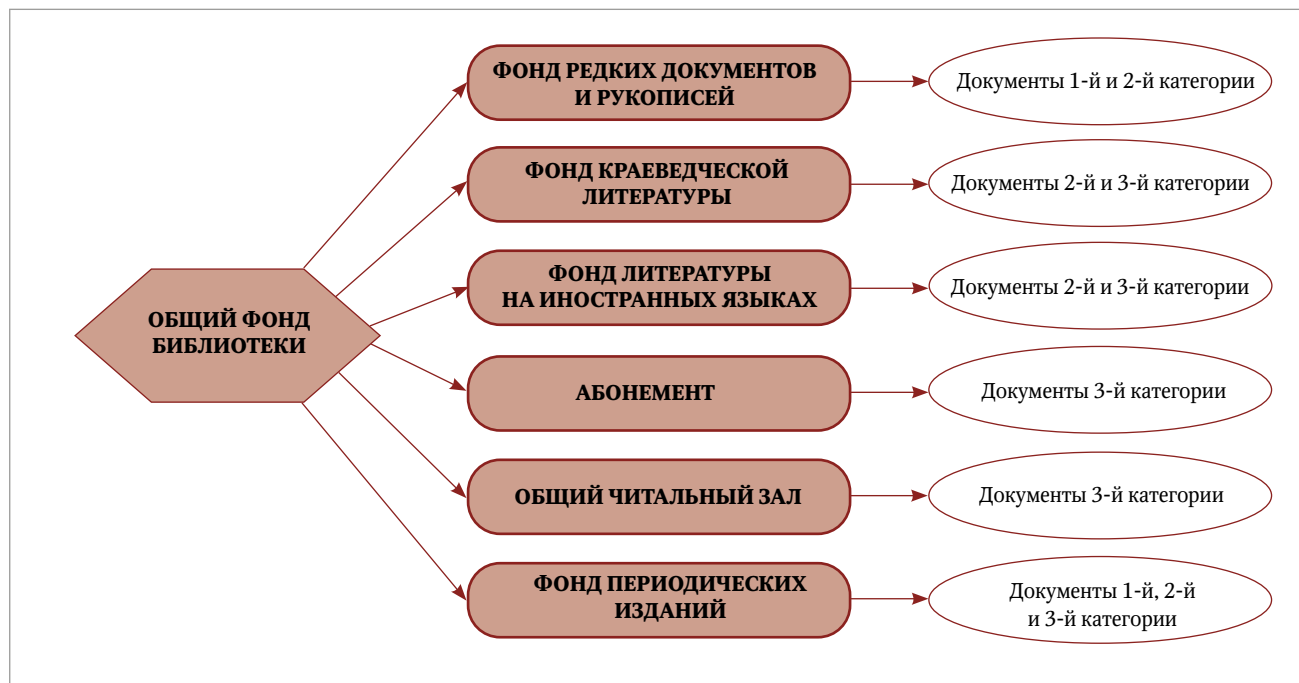 ОБЩИЙ ФОНД
БИБЛИОТЕКИ
ФОНД РЕДКИХ ДОКУМЕНТОВ
И РУКОПИСЕЙ
Документы 1-й и 2-й категории
ФОНД КРАЕВЕДЧЕСКОЙ
ЛИТЕРАТУРЫ
Документы 2-й и 3-й категории
ФОНД ЛИТЕРАТУРЫ
НА ИНОСТРАННЫХ ЯЗЫКАХ
Документы 2-й и 3-й категории
АБОНЕМЕНТ
Документы 3-й категории
ОБЩИЙ ЧИТАЛЬНЫЙ ЗАЛ
Документы 3-й категории
ФОНД ПЕРИОДИЧЕСКИХ
ИЗДАНИЙ
Документы 1-й, 2-й
и 3-й категории